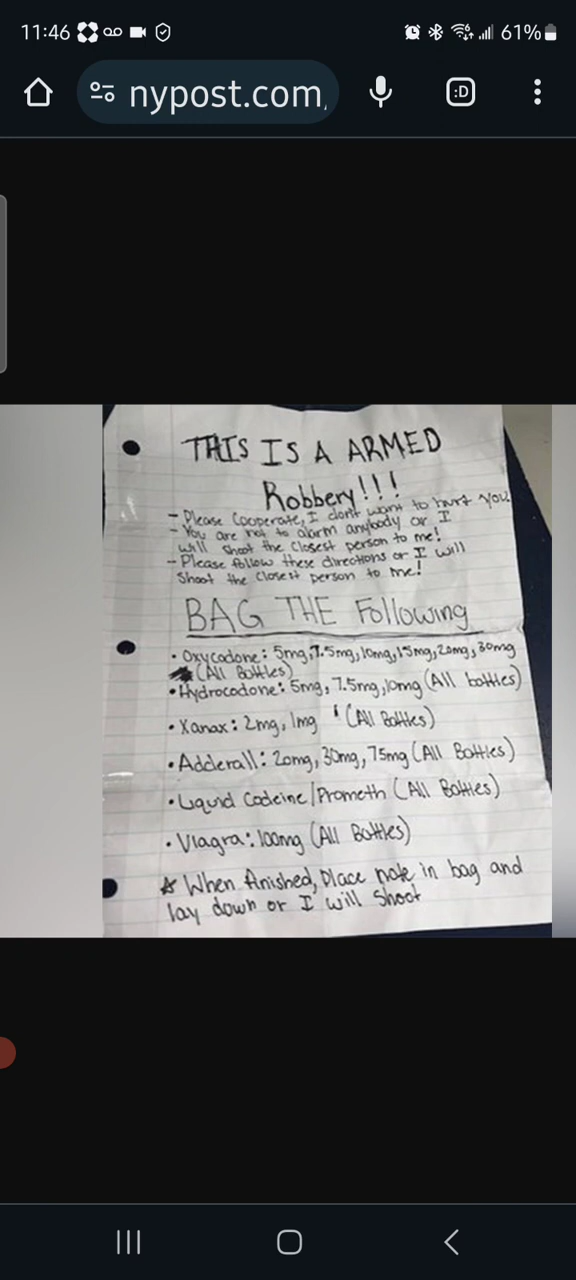 11:46
61%
nypost.com,
:D
THIS IS A ARMED
Robbery!!!
- Please Cooperate, I don't want to hurt you.
- You are not to alarm anybody or I
will shoot the closest person to me!
- Please follow these directions or I will
Shoot the closest person to me!
BAG THE Following
• Oxycodone: 5mg, 7.5mg, 10mg, 15mg, 20mg, 30mg
(All Bottles)
• Hydrocodone: 5mg, 7.5mg, 10mg (All bottles)
• Xanax: 2mg, 1mg (All Bottles)
• Adderall: 20mg, 30mg, 75mg (All Bottles)
• Liquid Codeine/Prometh (All Bottles)
• Viagra: 100mg (All Bottles)
☆ When finished, place note in bag and
lay down or I will Shoot